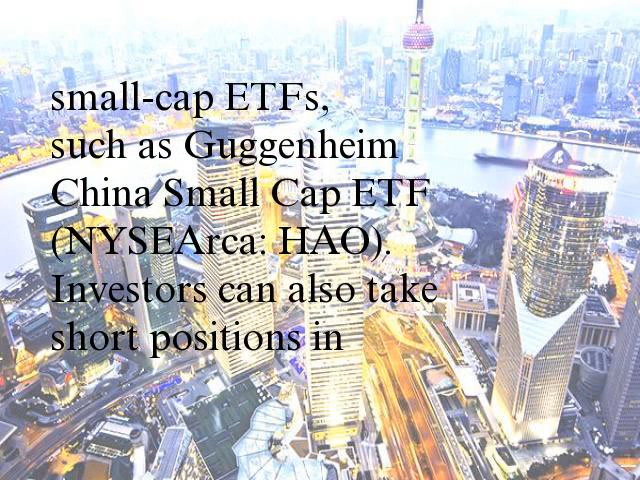 small-cap ETFs,
such as Guggenheim
China Small Cap ETF
(NYSEArca: HAO).
Investors can also take
short positions in